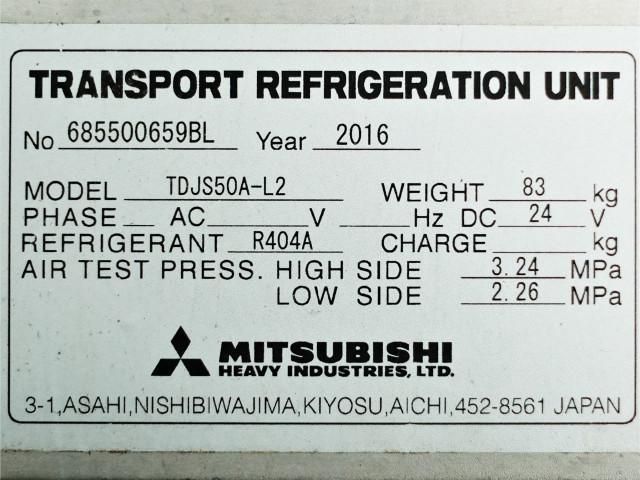 TRANSPORT REFRIGERATION UNIT
No 685500659BL Year 2016
MODEL TDJS50A-L2 WEIGHT 83 kg
PHASE AC V Hz DC 24 V
REFRIGERANT R404A CHARGE kg
AIR TEST PRESS. HIGH SIDE 3.24 MPa
LOW SIDE 2.26 MPa
MITSUBISHI
HEAVY INDUSTRIES, LTD.
3-1,ASAHI,NISHIBIWAJIMA,KIYOSU,AICHI,452-8561 JAPAN